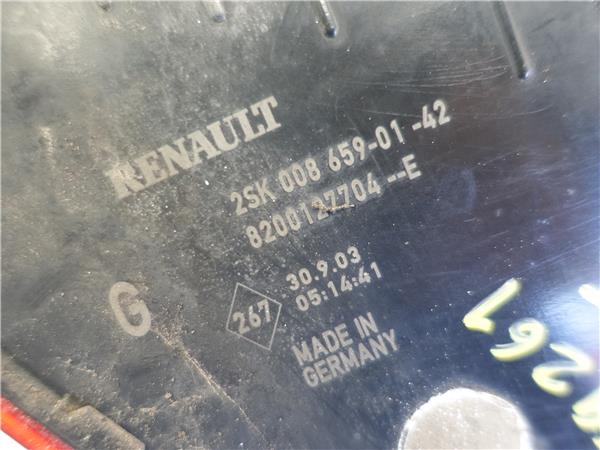 RENAULT
2SK 008 659-01 -42
8200127704--E
G
267
30.9.03
05:14:41
MADE IN
GERMANY